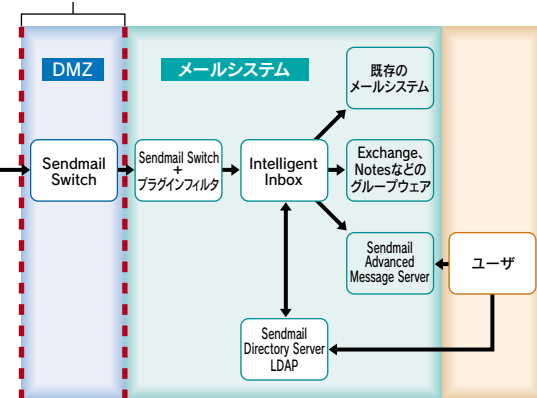 DMZ
メールシステム
Sendmail
Switch
Sendmail Switch
+
プラグインフィルタ
Intelligent
Inbox
既存の
メールシステム
Exchange、
Notesなどの
グループウェア
Sendmail
Advanced
Message Server
ユーザ
Sendmail
Directory Server
LDAP